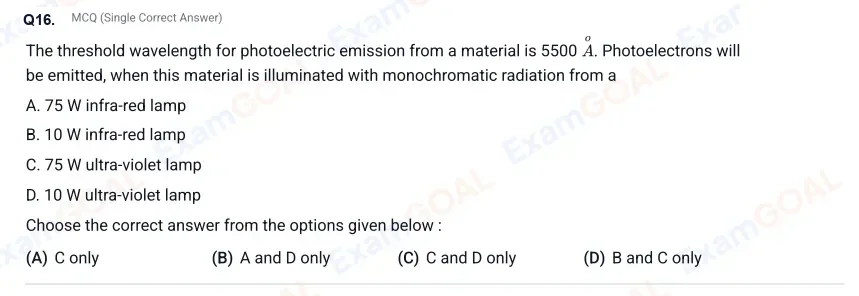 Q16. MCQ (Single Correct Answer)
The threshold wavelength for photoelectric emission from a material is 5500 $\overset{o}{A}$. Photoelectrons will
be emitted, when this material is illuminated with monochromatic radiation from a
A. 75 W infra-red lamp
B. 10 W infra-red lamp
C. 75 W ultra-violet lamp
D. 10 W ultra-violet lamp
Choose the correct answer from the options given below :
(A) C only (B) A and D only (C) C and D only (D) B and C only